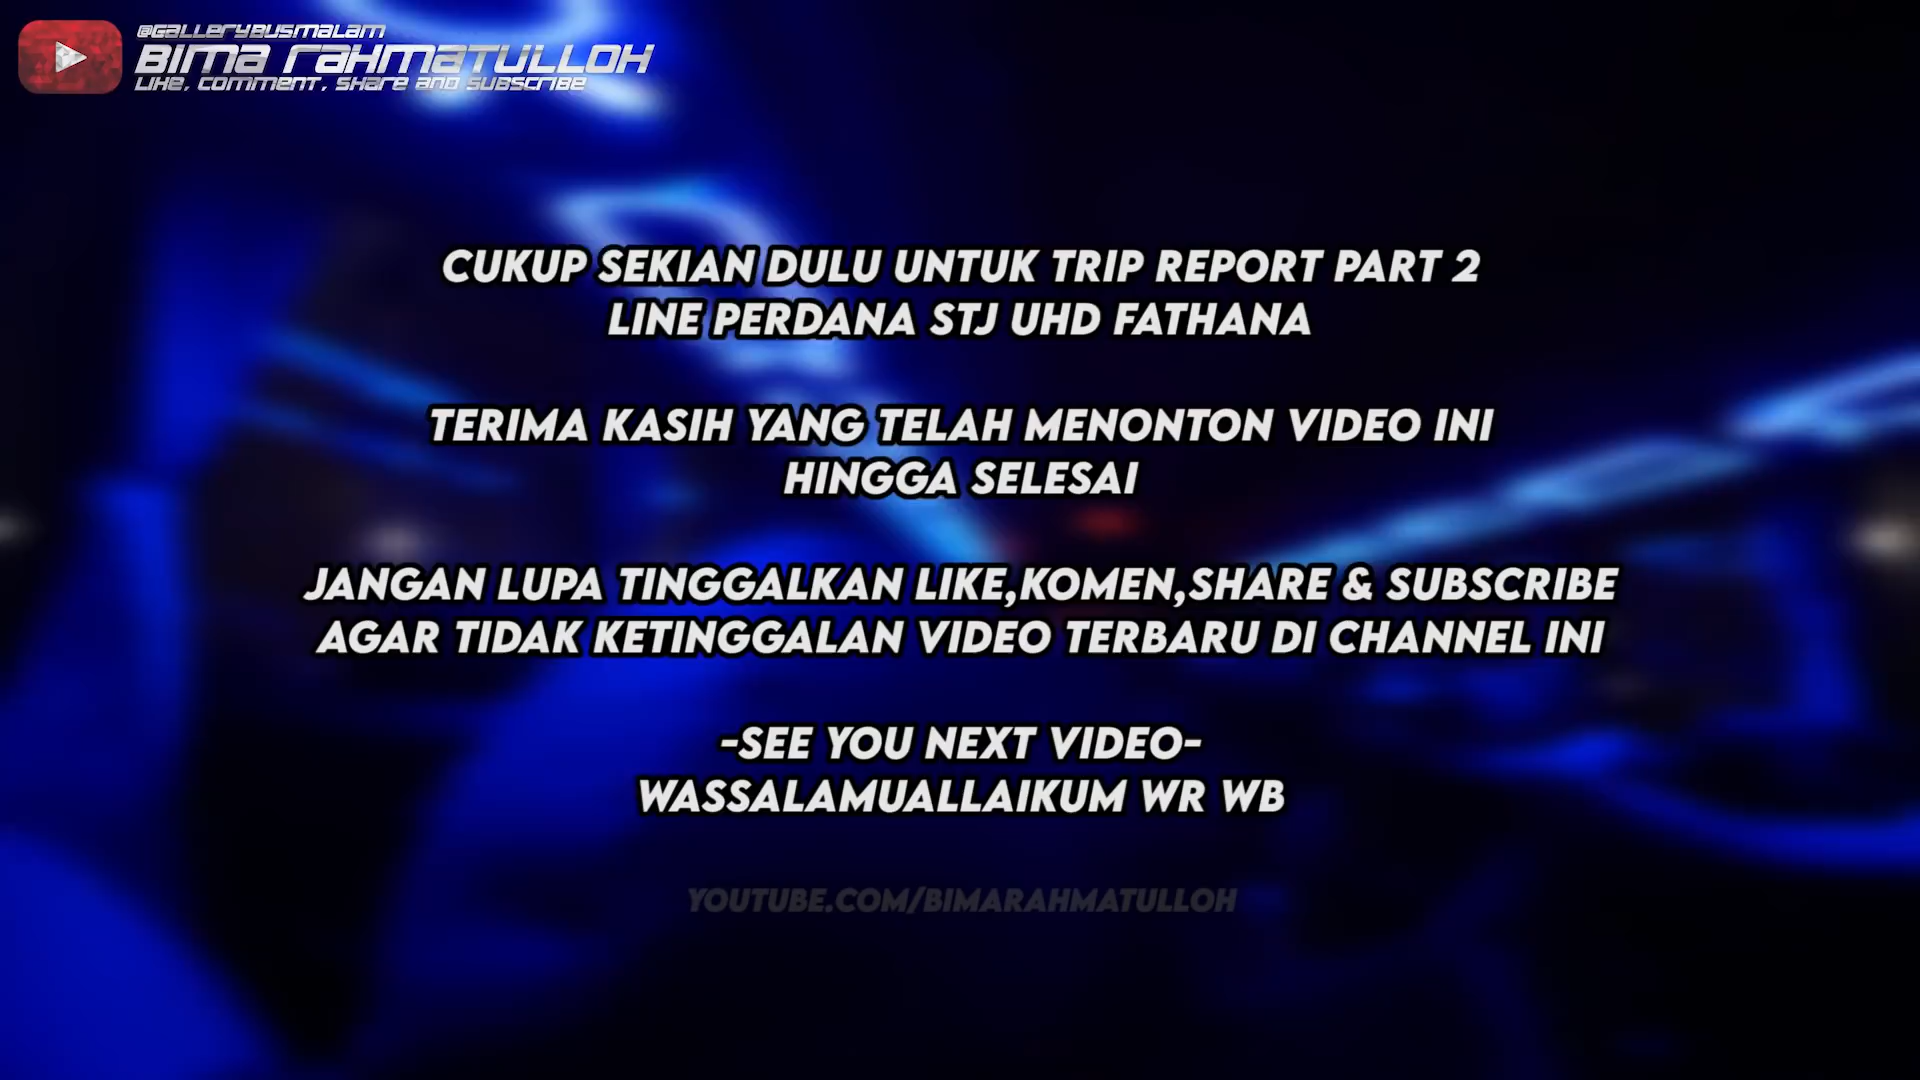 @GALLERYBUSMALAM
BIMA RAHMATULLOH
LIKE, COMMENT, SHARE AND SUBSCRIBE
CUKUP SEKIAN DULU UNTUK TRIP REPORT PART 2
LINE PERDANA STJ UHD FATHANA
TERIMA KASIH YANG TELAH MENONTON VIDEO INI
HINGGA SELESAI
JANGAN LUPA TINGGALKAN LIKE,KOMEN,SHARE & SUBSCRIBE
AGAR TIDAK KETINGGALAN VIDEO TERBARU DI CHANNEL INI
-SEE YOU NEXT VIDEO-
WASSALAMUALLAIKUM WR WB
YOUTUBE.COM/BIMARAHMATULLOH